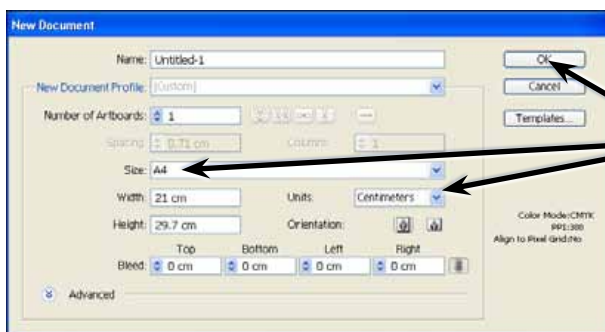 New Document
Name: Untitled-1
OK
New Document Profile: [Custom]
Cancel
Number of Artboards: 1
Templates...
Spacing: 0.71 cm Columns: 1
Size: A4
Width: 21 cm Units: Centimeters
Height: 29.7 cm Orientation:
Color Mode:CMYK
PPI:300
Align to Pixel Grid:No
Top Bottom Left Right
Bleed: 0 cm 0 cm 0 cm 0 cm
Advanced